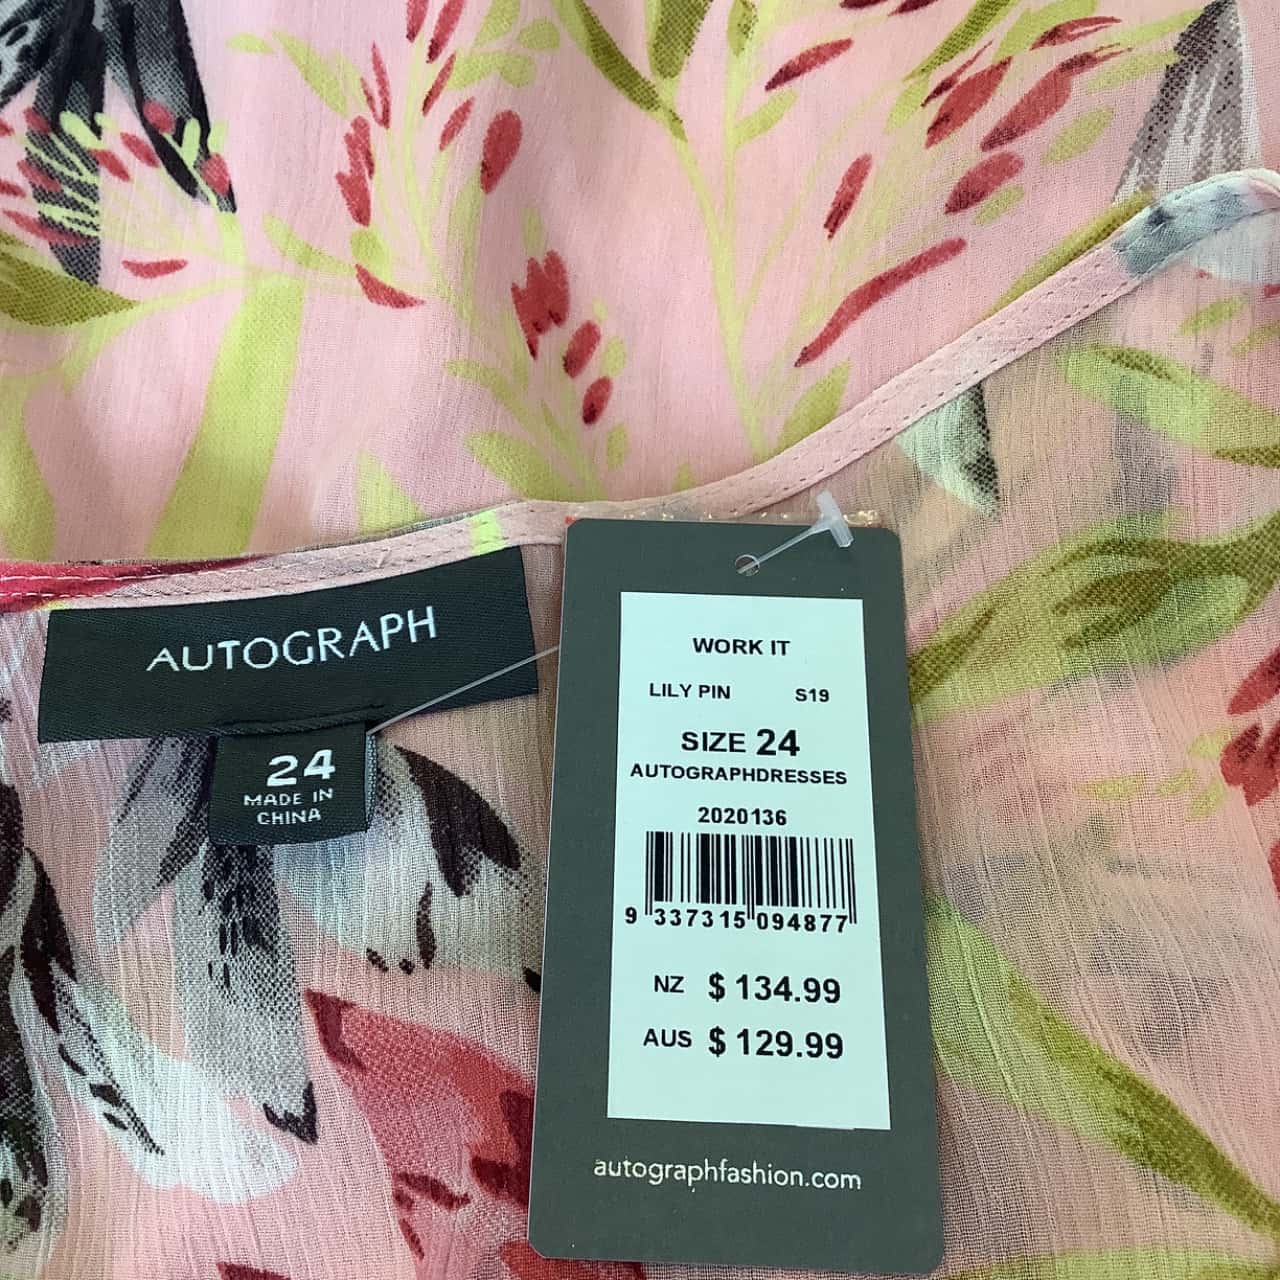 AUTOGRAPH
24
MADE IN
CHINA
WORK IT
LILY PIN S19
SIZE 24
AUTOGRAPHDRESSES
2020136
9 337315 094877
NZ $ 134.99
AUS $ 129.99
autographfashion.com